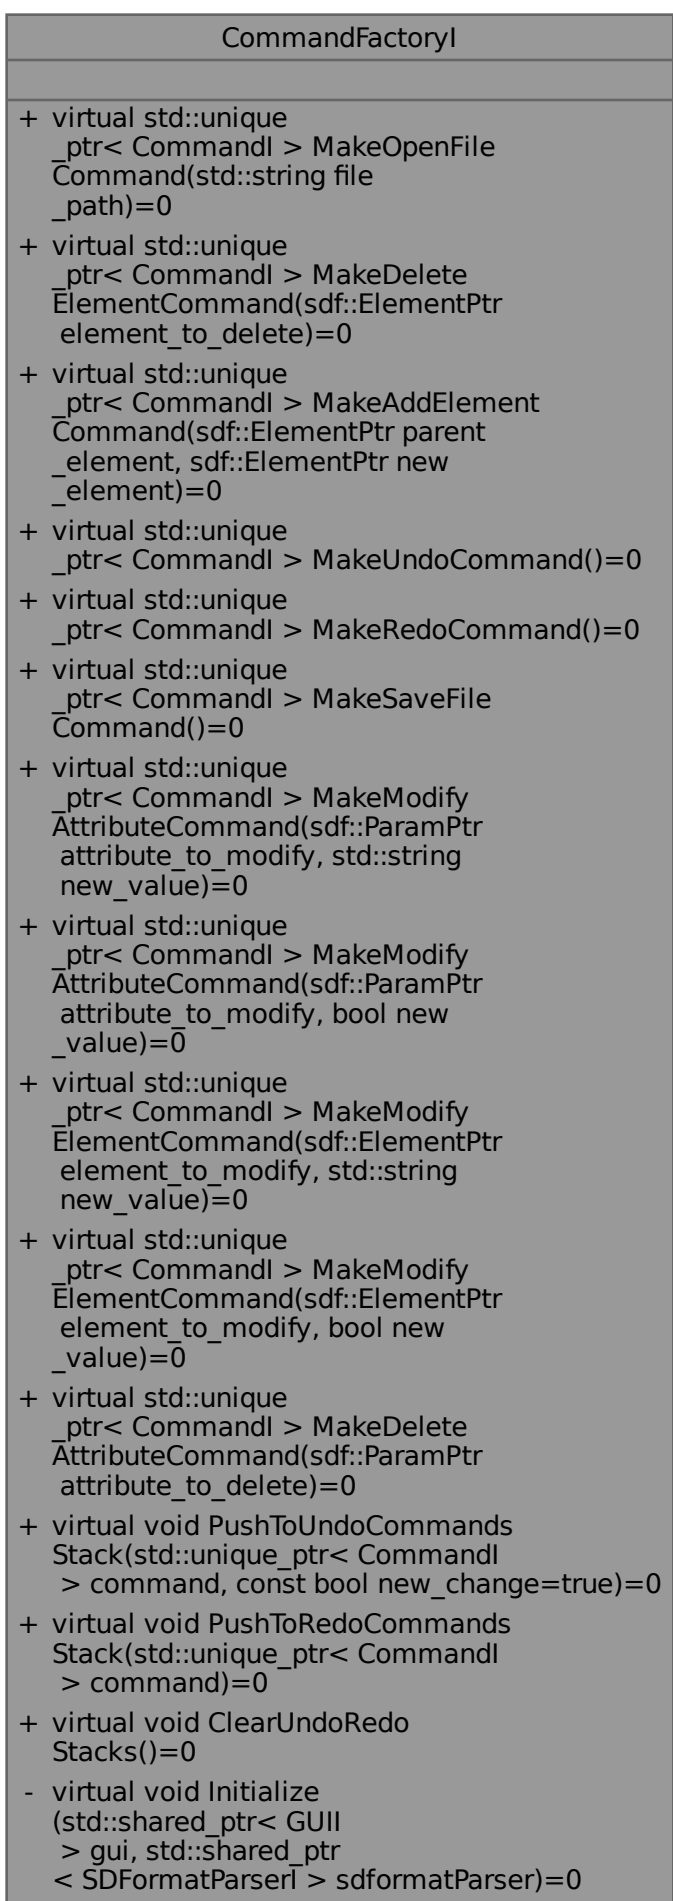 CommandFactoryI
+ virtual std::unique
_ptr< CommandI > MakeOpenFile
Command(std::string file
_path)=0
+ virtual std::unique
_ptr< CommandI > MakeDelete
ElementCommand(sdf::ElementPtr
element_to_delete)=0
+ virtual std::unique
_ptr< CommandI > MakeAddElement
Command(sdf::ElementPtr parent
_element, sdf::ElementPtr new
_element)=0
+ virtual std::unique
_ptr< CommandI > MakeUndoCommand()=0
+ virtual std::unique
_ptr< CommandI > MakeRedoCommand()=0
+ virtual std::unique
_ptr< CommandI > MakeSaveFile
Command()=0
+ virtual std::unique
_ptr< CommandI > MakeModify
AttributeCommand(sdf::ParamPtr
attribute_to_modify, std::string
new_value)=0
+ virtual std::unique
_ptr< CommandI > MakeModify
AttributeCommand(sdf::ParamPtr
attribute_to_modify, bool new
_value)=0
+ virtual std::unique
_ptr< CommandI > MakeModify
ElementCommand(sdf::ElementPtr
element_to_modify, std::string
new_value)=0
+ virtual std::unique
_ptr< CommandI > MakeModify
ElementCommand(sdf::ElementPtr
element_to_modify, bool new
_value)=0
+ virtual std::unique
_ptr< CommandI > MakeDelete
AttributeCommand(sdf::ParamPtr
attribute_to_delete)=0
+ virtual void PushToUndoCommands
Stack(std::unique_ptr< CommandI
> command, const bool new_change=true)=0
+ virtual void PushToRedoCommands
Stack(std::unique_ptr< CommandI
> command)=0
+ virtual void ClearUndoRedo
Stacks()=0
- virtual void Initialize
(std::shared_ptr< GUII
> gui, std::shared_ptr
< SDFormatParserI > sdformatParser)=0